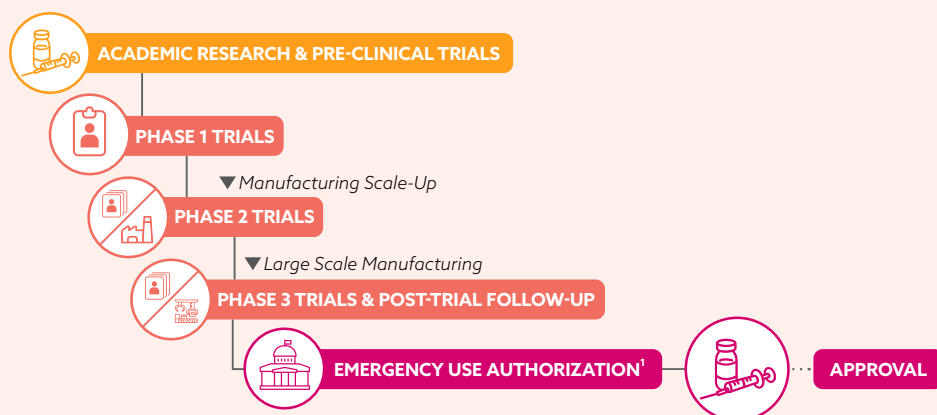 ACADEMIC RESEARCH & PRE-CLINICAL TRIALS
PHASE 1 TRIALS
▼ Manufacturing Scale-Up
PHASE 2 TRIALS
▼ Large Scale Manufacturing
PHASE 3 TRIALS & POST-TRIAL FOLLOW-UP
EMERGENCY USE AUTHORIZATION¹
APPROVAL